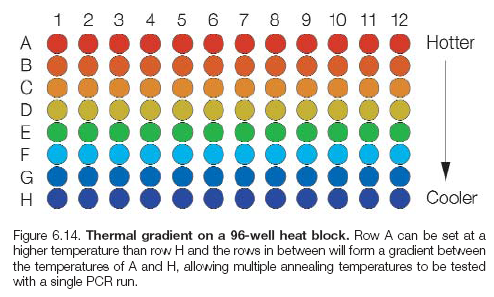 1 2 3 4 5 6 7 8 9 10 11 12
A Hotter
B
C
D
E
F
G
H Cooler
Figure 6.14. Thermal gradient on a 96-well heat block. Row A can be set at a
higher temperature than row H and the rows in between will form a gradient between
the temperatures of A and H, allowing multiple annealing temperatures to be tested
with a single PCR run.